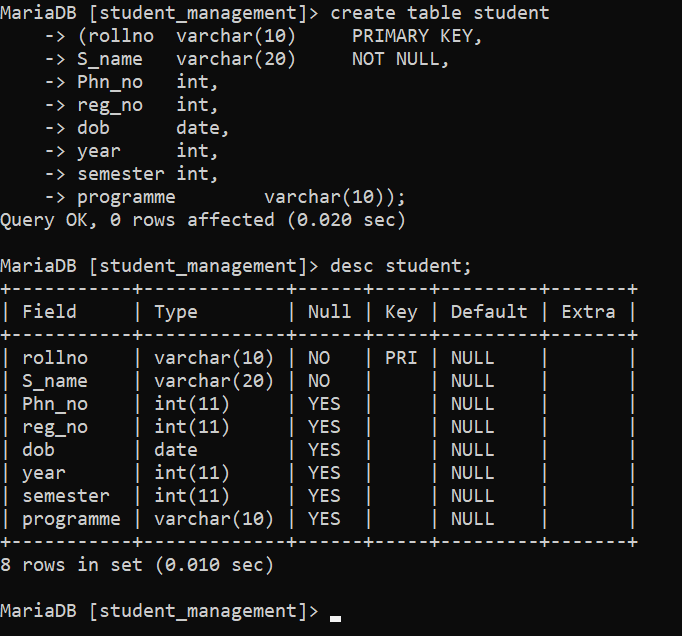 MariaDB [student_management]> create table student
    -> (rollno  varchar(10)     PRIMARY KEY,
    -> S_name   varchar(20)     NOT NULL,
    -> Phn_no   int,
    -> reg_no   int,
    -> dob      date,
    -> year     int,
    -> semester int,
    -> programme        varchar(10));
Query OK, 0 rows affected (0.020 sec)

MariaDB [student_management]> desc student;
+-----------+-------------+------+-----+---------+-------+
| Field     | Type        | Null | Key | Default | Extra |
+-----------+-------------+------+-----+---------+-------+
| rollno    | varchar(10) | NO   | PRI | NULL    |       |
| S_name    | varchar(20) | NO   |     | NULL    |       |
| Phn_no    | int(11)     | YES  |     | NULL    |       |
| reg_no    | int(11)     | YES  |     | NULL    |       |
| dob       | date        | YES  |     | NULL    |       |
| year      | int(11)     | YES  |     | NULL    |       |
| semester  | int(11)     | YES  |     | NULL    |       |
| programme | varchar(10) | YES  |     | NULL    |       |
+-----------+-------------+------+-----+---------+-------+
8 rows in set (0.010 sec)

MariaDB [student_management]> _